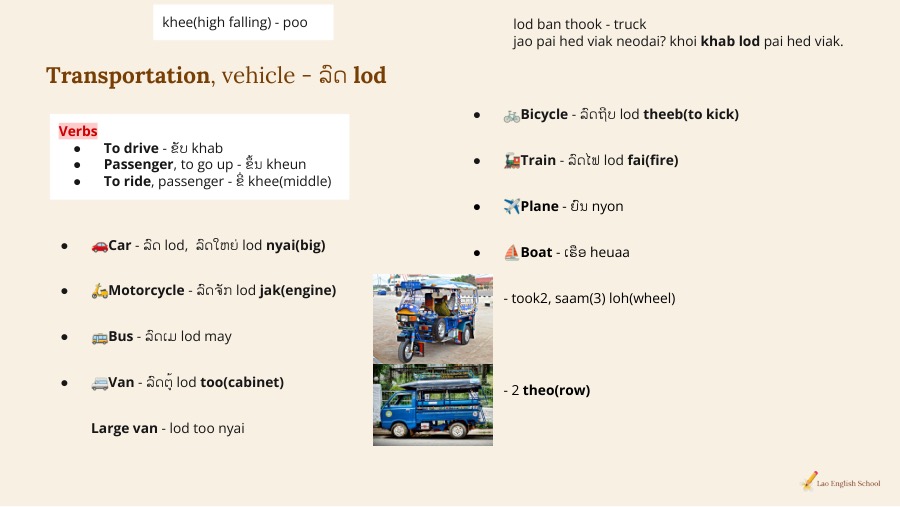 khee(high falling) - poo
lod ban thook - truck
jao pai hed viak neodai? khoi khab lod pai hed viak.
Transportation, vehicle - ລົດ lod
Verbs
● To drive - ຂັບ khab
● Passenger, to go up - ຂຶ້ນ kheun
● To ride, passenger - ຂີ່ khee(middle)
● Car - ລົດ lod, ລົດໃຫຍ່ lod nyai(big)
● Motorcycle - ລົດຈັກ lod jak(engine)
● Bus - ລົດເມ lod may
● Van - ລົດຕູ້ lod too(cabinet)
Large van - lod too nyai
● Bicycle - ລົດຖີບ lod theeb(to kick)
● Train - ລົດໄຟ lod fai(fire)
● Plane - ຍົນ nyon
● Boat - ເຮືອ heuaa
- took2, saam(3) loh(wheel)
- 2 theo(row)
Lao English School